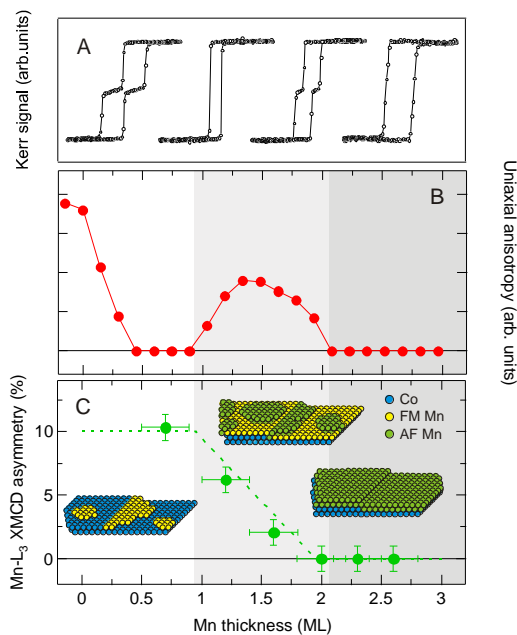 A
Kerr signal (arb.units)
B
Uniaxial anisotropy (arb. units)
C
Co
FM Mn
AF Mn
Mn-L3 XMCD asymmetry (%)
10
5
0
0 0.5 1 1.5 2 2.5 3
Mn thickness (ML)